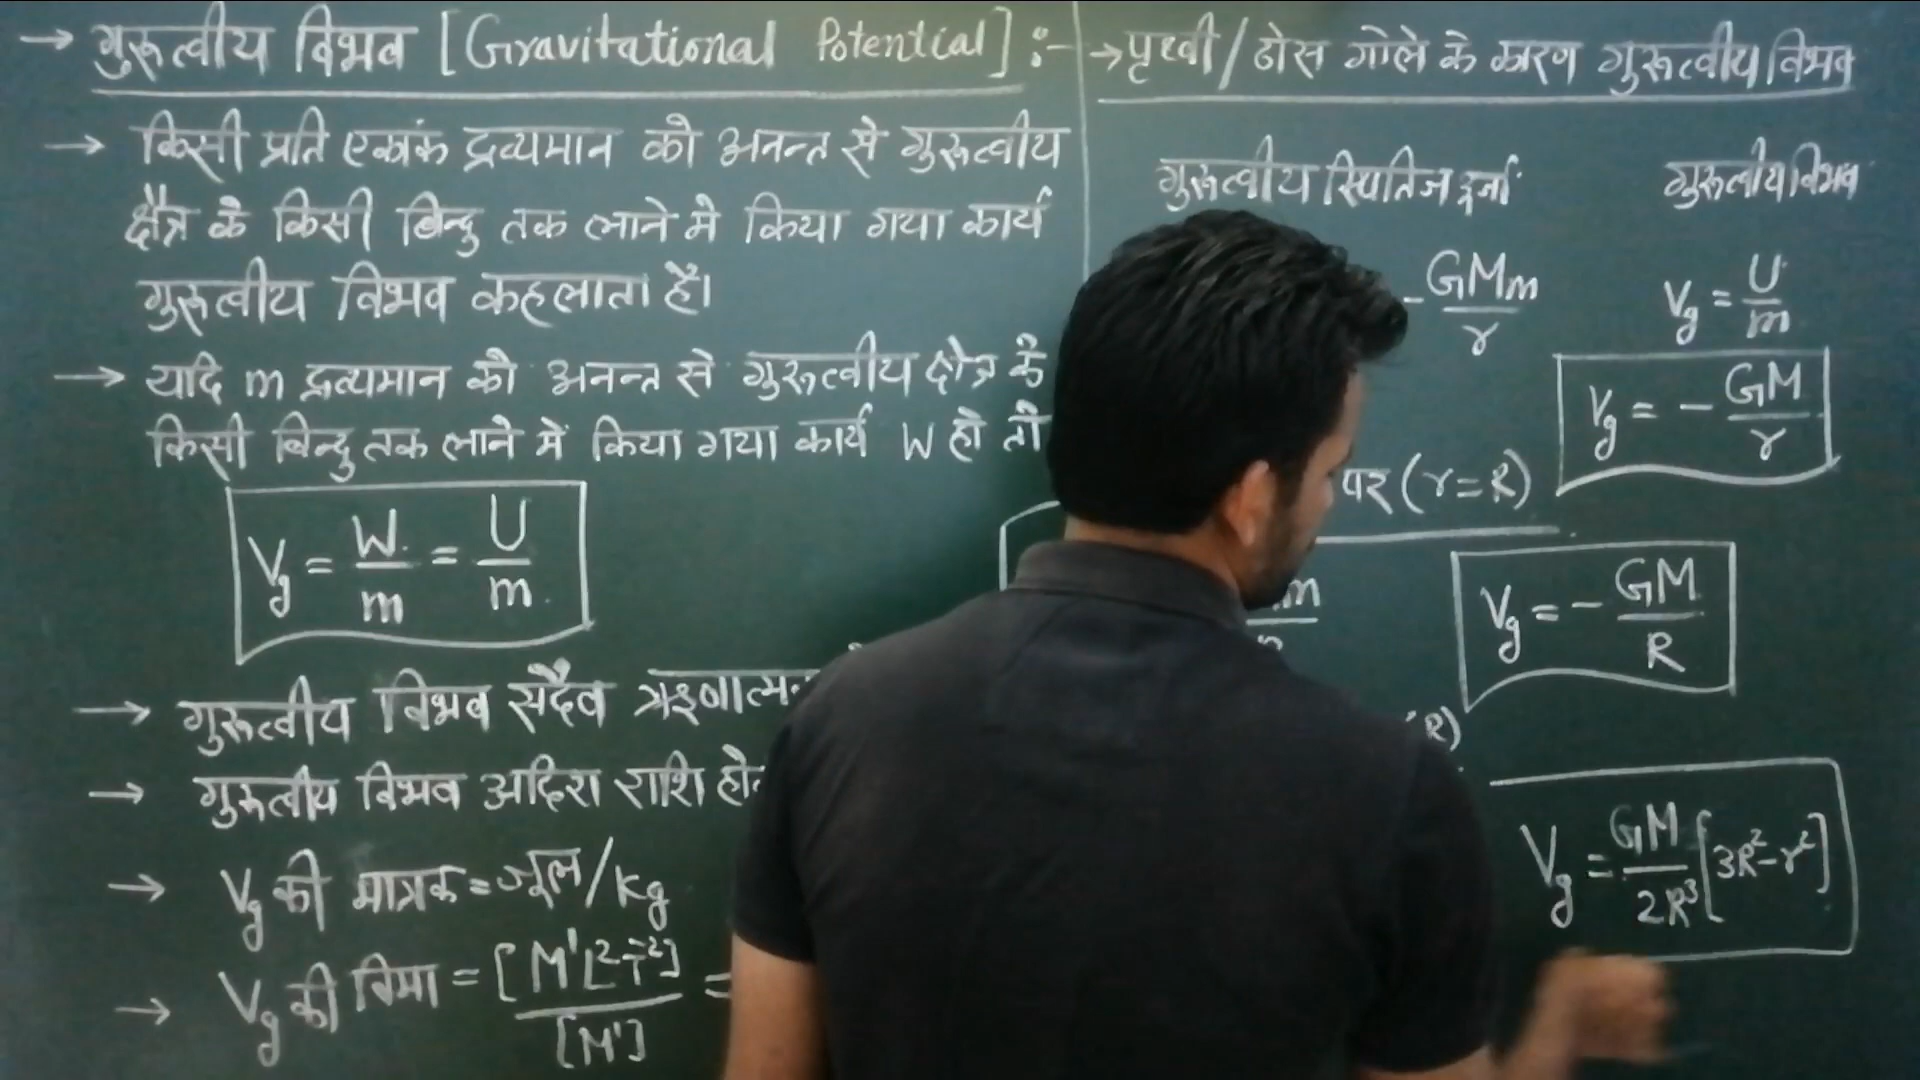 → गुरूत्वीय विभव [Gravitational Potential] :-
→ किसी प्रति एकांक द्रव्यमान को अनन्त से गुरूत्वीय
क्षैत्र के किसी बिन्दु तक लाने मे किया गया कार्य
गुरूत्वीय विभव कहलाता है।
→ यदि m द्रव्यमान को अनन्त से गुरूत्वीय क्षेत्र के
किसी बिन्दु तक लाने में किया गया कार्य W हो तो
Vg = W/m = U/m
→ गुरूत्वीय विभव सदैव
→ गुरूत्वीय विभव अदिश राशि
→ Vg की मात्रक = जूल/kg
→ Vg की विमा = [M¹L²T⁻²]/[M¹] =
→ पृथ्वी/ठोस गोले के कारण गुरूत्वीय विभव
गुरूत्वीय स्थितिज ऊर्जा गुरूत्वीय विभव
-GMm/r Vg = U/m
Vg = -GM/r
पर (r=R)
m Vg = -GM/R
R)
Vg = GM/2R³ [3R²-r²]